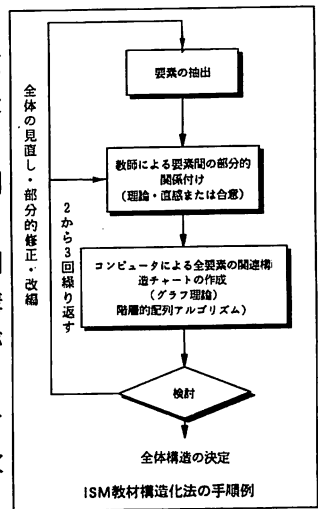 要素の抽出
教師による要素間の部分的
関係付け
(理論・直感または合意)
コンピュータによる全要素の関連構
造チャートの作成
(グラフ理論)
階層的配列アルゴリズム)
検討
全体構造の決定
ISM教材構造化法の手順例
全体の見直し・部分的修正・改編
2から3回繰り返す